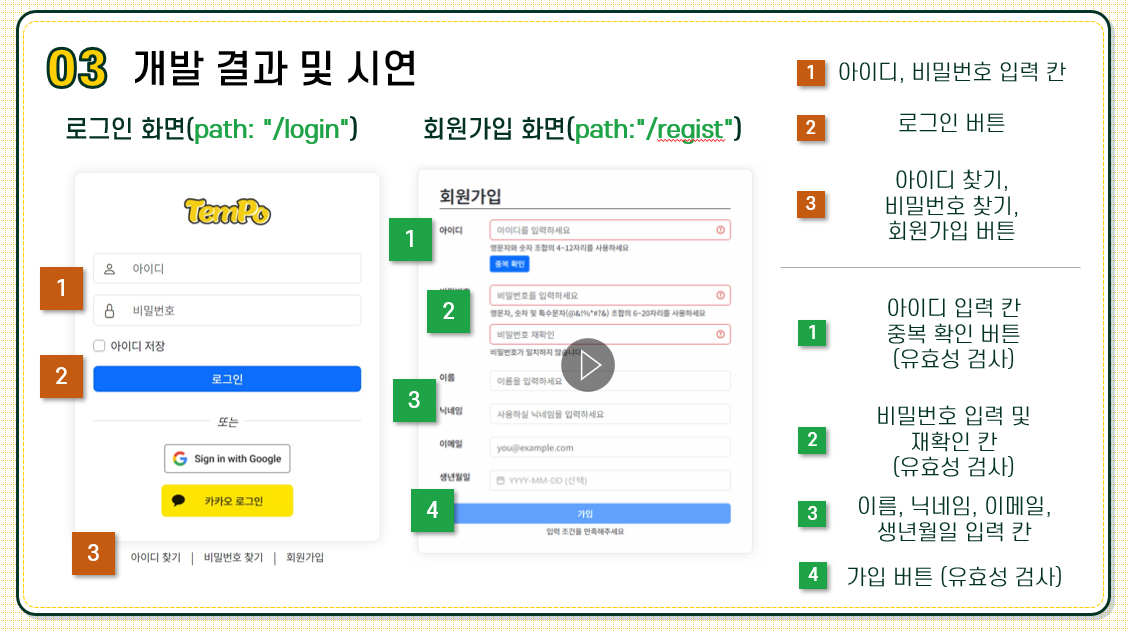 03 개발 결과 및 시연
로그인 화면(path: "/login")
회원가입 화면(path:"/regist")
TemPo
1
아이디
비밀번호
아이디 저장
2
로그인
또는
Sign in with Google
카카오 로그인
3
아이디 찾기 | 비밀번호 찾기 | 회원가입
회원가입
1
아이디
아이디를 입력하세요
영문자와 숫자 조합의 4~12자리를 사용하세요
중복 확인
2
비밀번호를 입력하세요
영문자, 숫자 및 특수문자(@&!%*#?&) 조합의 6~20자리를 사용하세요
비밀번호 재확인
비밀번호가 일치하지 않습니다
3
이름
이름을 입력하세요
닉네임
사용하실 닉네임을 입력하세요
이메일
you@example.com
생년월일
YYYY-MM-DD (선택)
4
가입
입력 조건을 만족해주세요
1 아이디, 비밀번호 입력 칸
2 로그인 버튼
3 아이디 찾기,
비밀번호 찾기,
회원가입 버튼
1 아이디 입력 칸
중복 확인 버튼
(유효성 검사)
2 비밀번호 입력 및
재확인 칸
(유효성 검사)
3 이름, 닉네임, 이메일,
생년월일 입력 칸
4 가입 버튼 (유효성 검사)